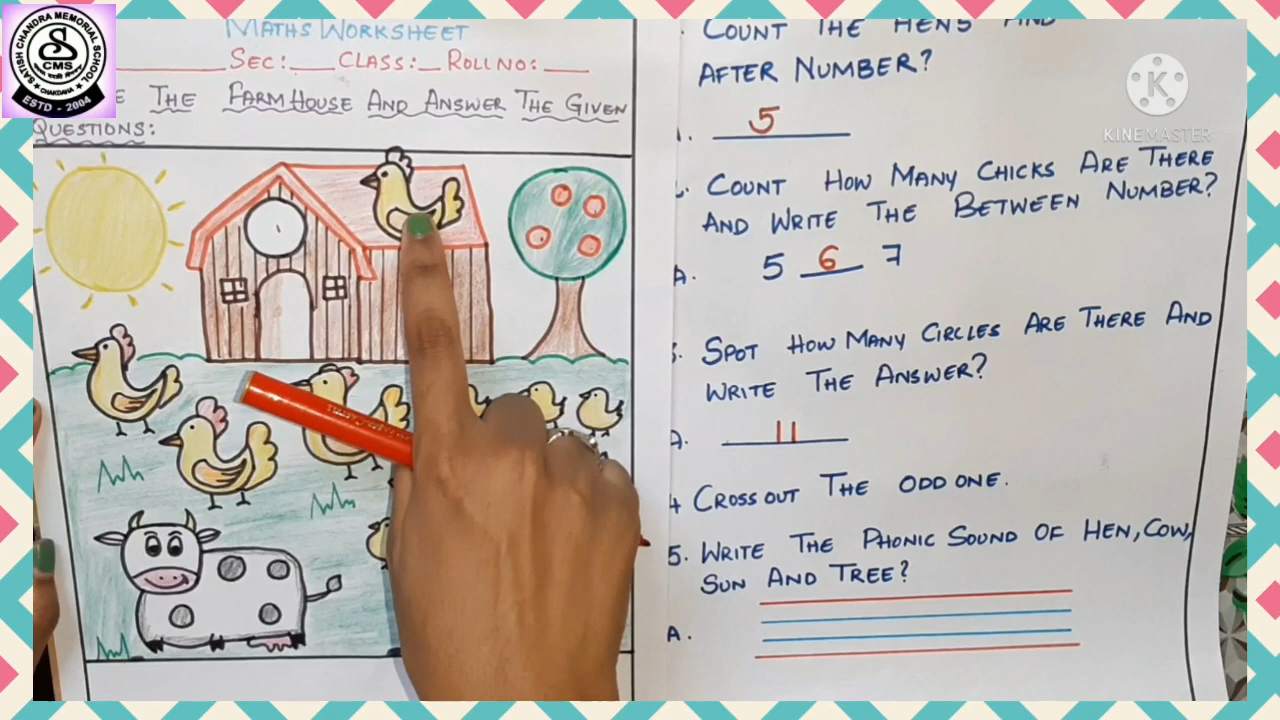 SATISH CHANDRA MEMORIAL SCHOOL
S
CMS
CHAKDAHA
ESTD - 2004
MATHS WORKSHEET
SEC: CLASS: ROLL NO:
THE FARM HOUSE AND ANSWER THE GIVEN
QUESTIONS:
COUNT THE HENS AND
AFTER NUMBER?
5
COUNT HOW MANY CHICKS ARE THERE
AND WRITE THE BETWEEN NUMBER?
A. 5 6 7
SPOT HOW MANY CIRCLES ARE THERE AND
WRITE THE ANSWER?
A. 11
4 CROSS OUT THE ODD ONE.
5. WRITE THE PHONIC SOUND OF HEN, COW,
SUN AND TREE?
A.
K
KINEMASTER